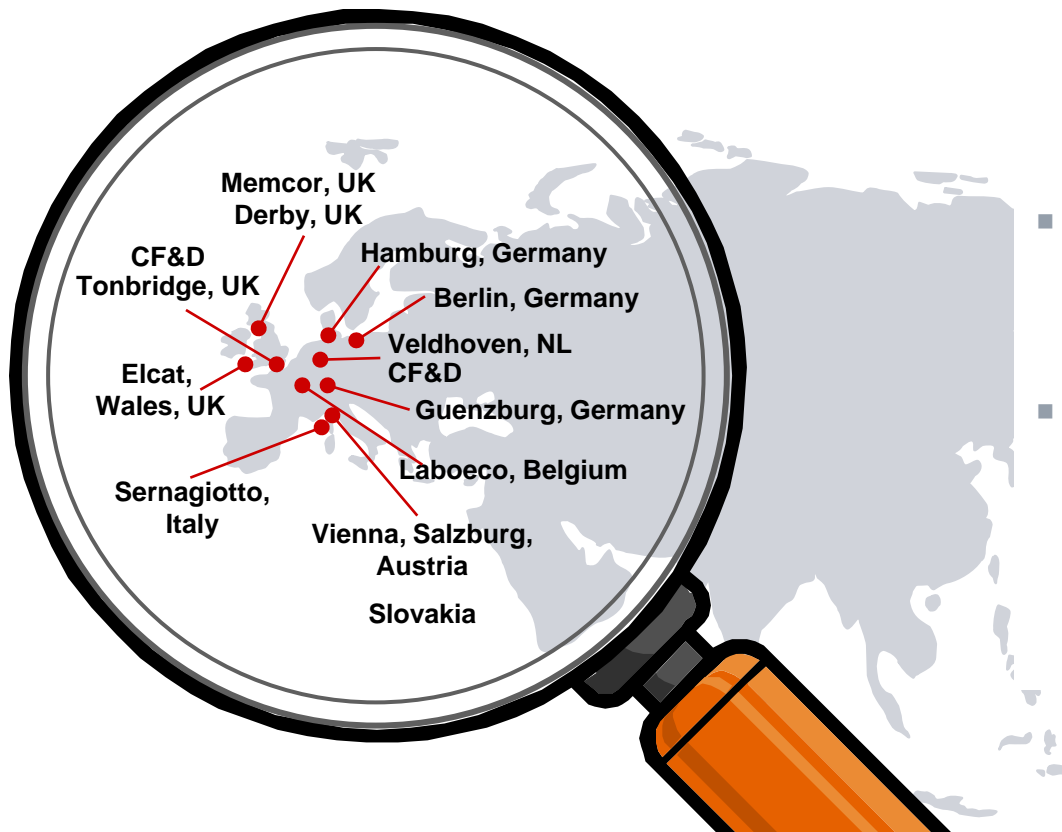 Memcor, UK
Derby, UK
CF&D
Tonbridge, UK
Hamburg, Germany
Berlin, Germany
Veldhoven, NL
CF&D
Elcat,
Wales, UK
Guenzburg, Germany
Laboeco, Belgium
Sernagiotto,
Italy
Vienna, Salzburg,
Austria
Slovakia